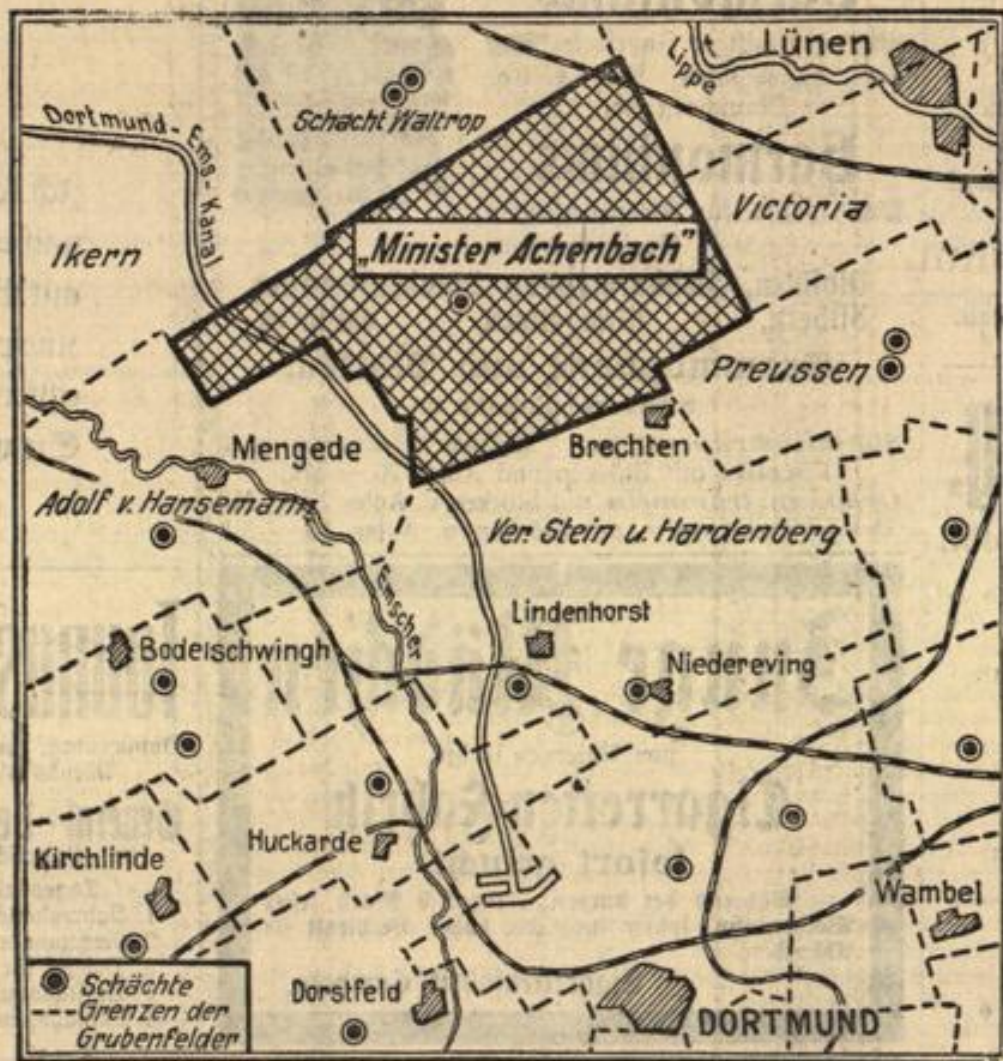 Lünen
Lippe
Schacht Waltrop
Dortmund-Ems-Kanal
Victoria
Ikern
„Minister Achenbach"
Preussen
Mengede
Brechten
Adolf v. Hansemann
Ver. Stein u. Hardenberg
Emscher
Lindenhorst
Bodelschwingh
Niedereving
Huckarde
Kirchlinde
Wambel
Dorstfeld
DORTMUND
Schächte
Grenzen der
Grubenfelder